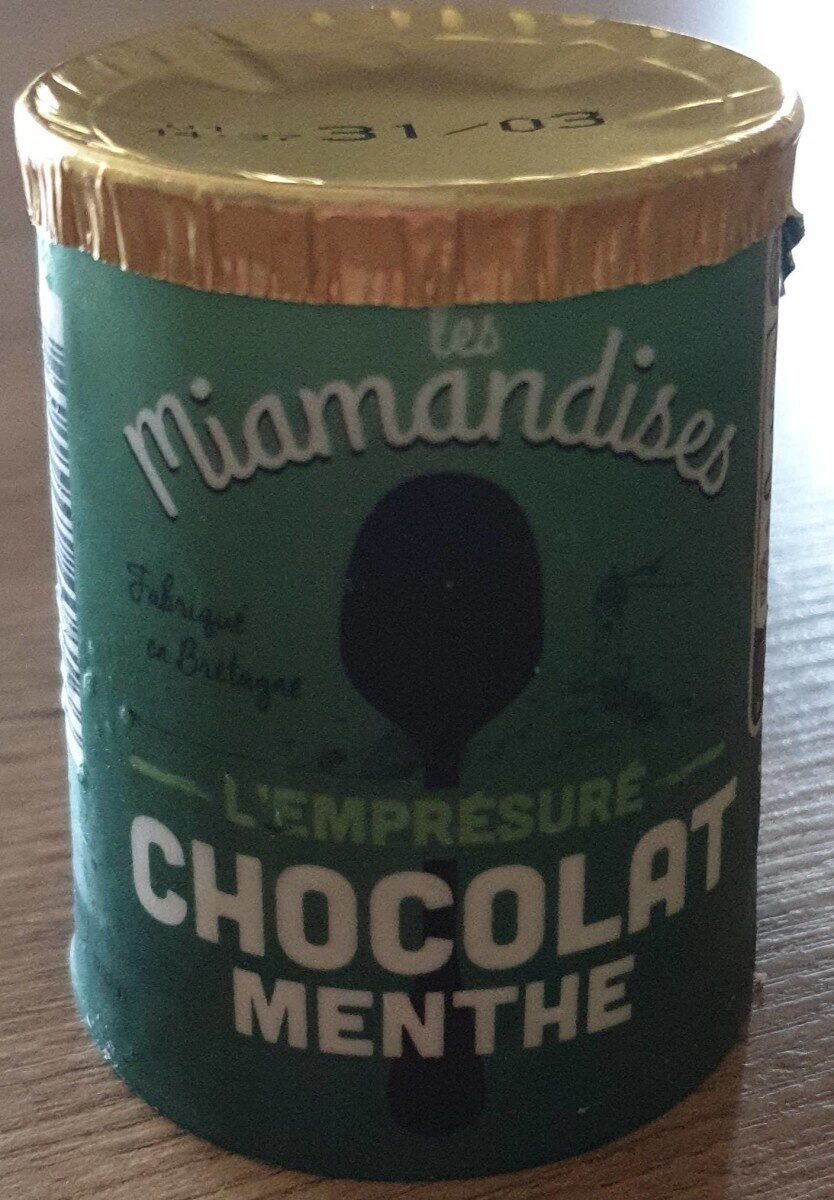 31/03
les
Miamandises
Fabriqué
en Bretagne
L'EMPRÉSURÉ
CHOCOLAT
MENTHE